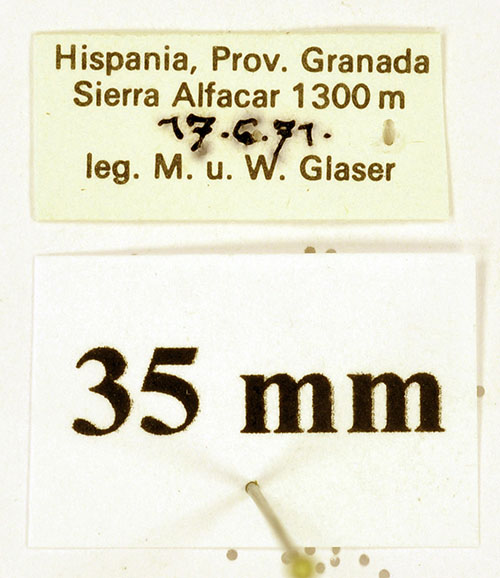 Hispania, Prov. Granada
Sierra Alfacar 1300 m
17.6.71.
leg. M. u. W. Glaser
35 mm